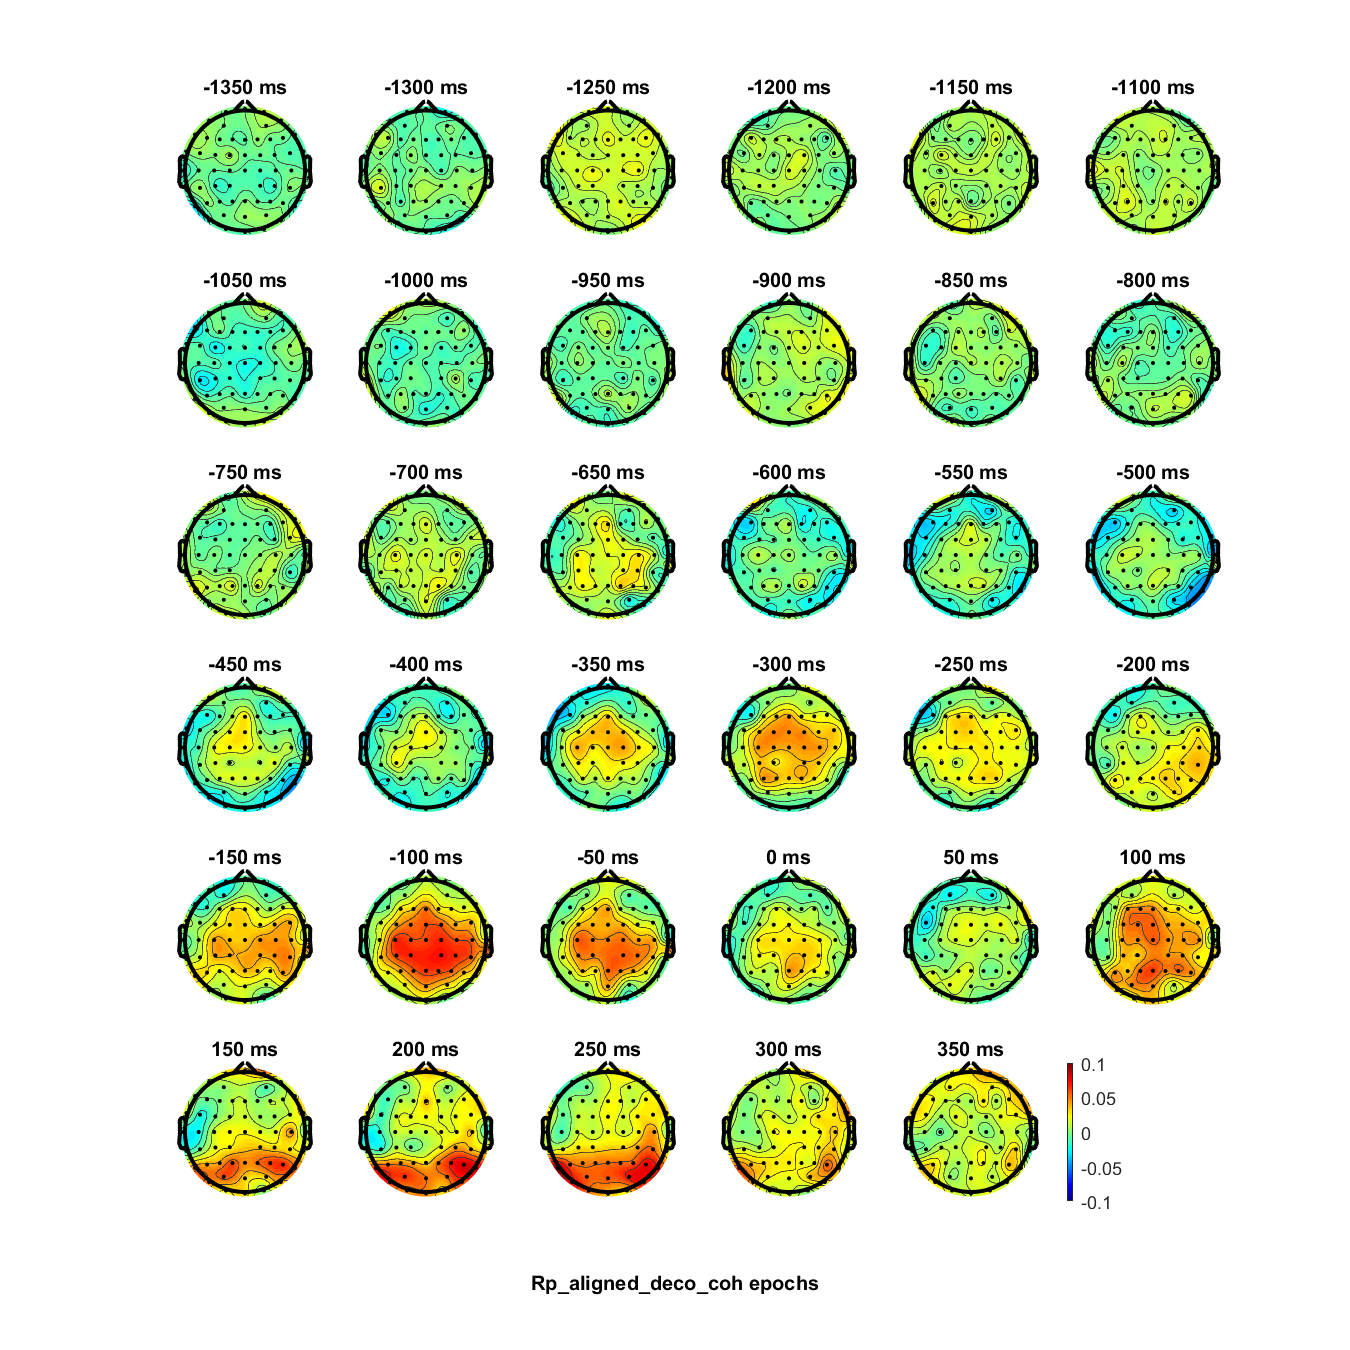 -1350 ms -1300 ms -1250 ms -1200 ms -1150 ms -1100 ms
-1050 ms -1000 ms -950 ms -900 ms -850 ms -800 ms
-750 ms -700 ms -650 ms -600 ms -550 ms -500 ms
-450 ms -400 ms -350 ms -300 ms -250 ms -200 ms
-150 ms -100 ms -50 ms 0 ms 50 ms 100 ms
150 ms 200 ms 250 ms 300 ms 350 ms
0.1
0.05
0
-0.05
-0.1
Rp_aligned_deco_coh epochs